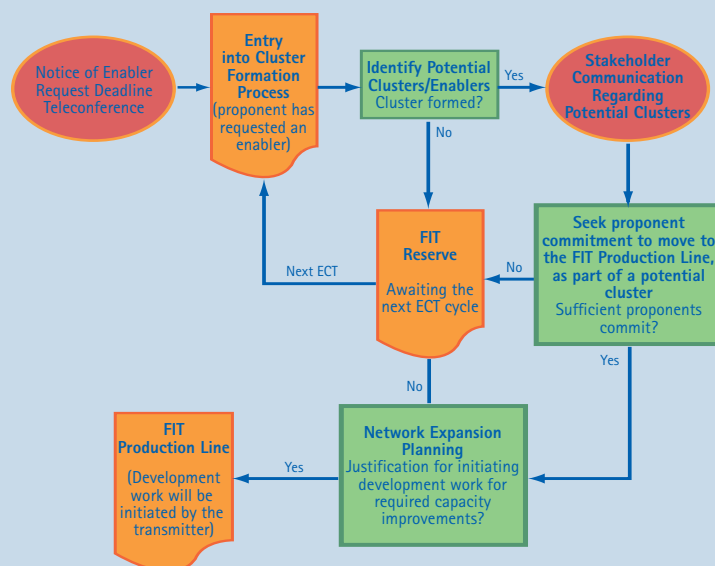 Notice of Enabler
Request Deadline
Teleconference
Entry
into Cluster
Formation
Process
(proponent has
requested an
enabler)
Identify Potential
Clusters/Enablers
Cluster formed?
Yes
Stakeholder
Communication
Regarding
Potential Clusters
No
FIT
Reserve
Awaiting the
next ECT cycle
Next ECT
No
Seek proponent
commitment to move to
the FIT Production Line,
as part of a potential
cluster
Sufficient proponents
commit?
Yes
No
Network Expansion
Planning
Justification for initiating
development work for
required capacity
improvements?
Yes
FIT
Production Line
(Development
work will be
initiated by the
transmitter)